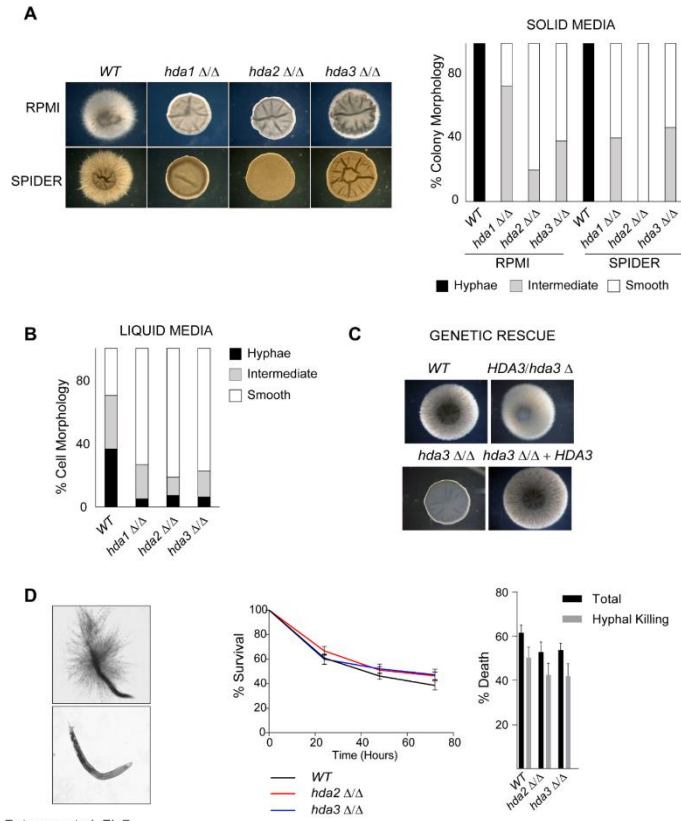 A
SOLID MEDIA
WT hda1 Δ/Δ hda2 Δ/Δ hda3 Δ/Δ
RPMI
SPIDER
% Colony Morphology
80
40
0
WT
hda1 Δ/Δ
hda2 Δ/Δ
hda3 Δ/Δ
WT
hda1 Δ/Δ
hda2 Δ/Δ
hda3 Δ/Δ
RPMI SPIDER
Hyphae Intermediate Smooth
B
LIQUID MEDIA
% Cell Morphology
80
40
0
WT
hda1 Δ/Δ
hda2 Δ/Δ
hda3 Δ/Δ
Hyphae
Intermediate
Smooth
C
GENETIC RESCUE
WT HDA3/hda3 Δ
hda3 Δ/Δ hda3 Δ/Δ + HDA3
D
% Survival
100
80
60
40
20
0
0 20 40 60 80
Time (Hours)
WT
hda2 Δ/Δ
hda3 Δ/Δ
% Death
80
60
40
20
WT
hda2 Δ/Δ
hda3 Δ/Δ
Total
Hyphal Killing